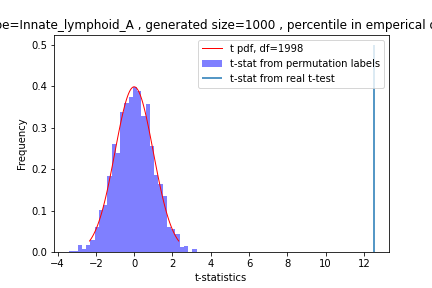 pe=Innate_lymphoid_A , generated size=1000 , percentile in emperical d
0.5
0.4
0.3
0.2
0.1
0.0
Frequency
t pdf, df=1998
t-stat from permutation labels
t-stat from real t-test
−4 −2 0 2 4 6 8 10 12
t-statistics